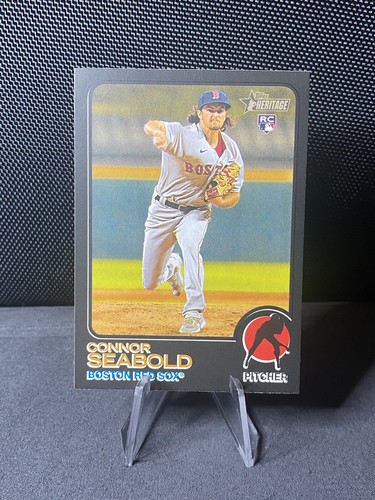 Topps
HERITAGE
RC
B
BOSTON
CONNOR
SEABOLD
BOSTON RED SOX®
PITCHER